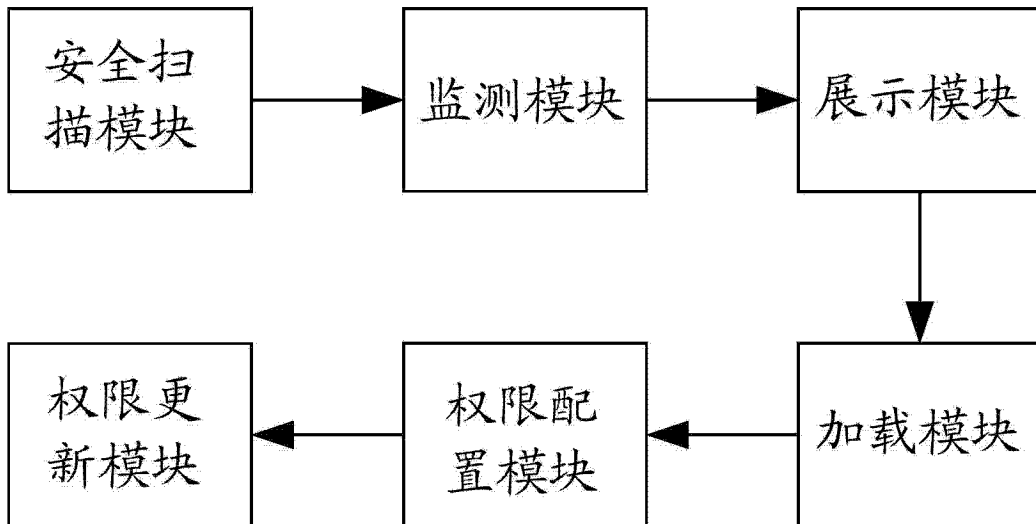 安全扫
描模块
监测模块
展示模块
加载模块
权限配
置模块
权限更
新模块